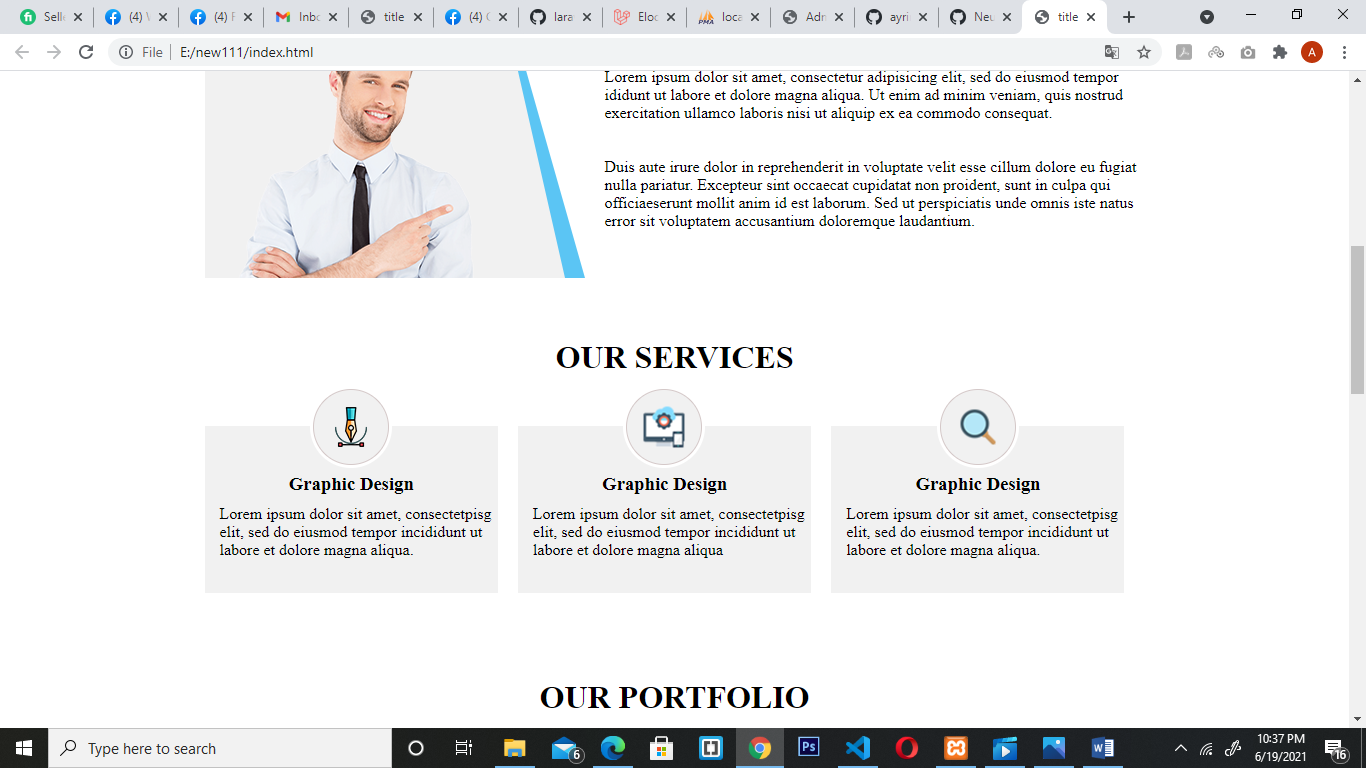 Selle
(4) V
(4) F
Inbo
title
(4) C
lara
Eloc
loca
Adr
ayri
Neu
title
File
E:/new111/index.html
A
Lorem ipsum dolor sit amet, consectetur adipisicing elit, sed do eiusmod tempor
ididunt ut labore et dolore magna aliqua. Ut enim ad minim veniam, quis nostrud
exercitation ullamco laboris nisi ut aliquip ex ea commodo consequat.
Duis aute irure dolor in reprehenderit in voluptate velit esse cillum dolore eu fugiat
nulla pariatur. Excepteur sint occaecat cupidatat non proident, sunt in culpa qui
officiaeserunt mollit anim id est laborum. Sed ut perspiciatis unde omnis iste natus
error sit voluptatem accusantium doloremque laudantium.
OUR SERVICES
Graphic Design
Lorem ipsum dolor sit amet, consectetpisg
elit, sed do eiusmod tempor incididunt ut
labore et dolore magna aliqua.
Graphic Design
Lorem ipsum dolor sit amet, consectetpisg
elit, sed do eiusmod tempor incididunt ut
labore et dolore magna aliqua
Graphic Design
Lorem ipsum dolor sit amet, consectetpisg
elit, sed do eiusmod tempor incididunt ut
labore et dolore magna aliqua.
OUR PORTFOLIO
Type here to search
6
Ps
10:37 PM
6/19/2021
16